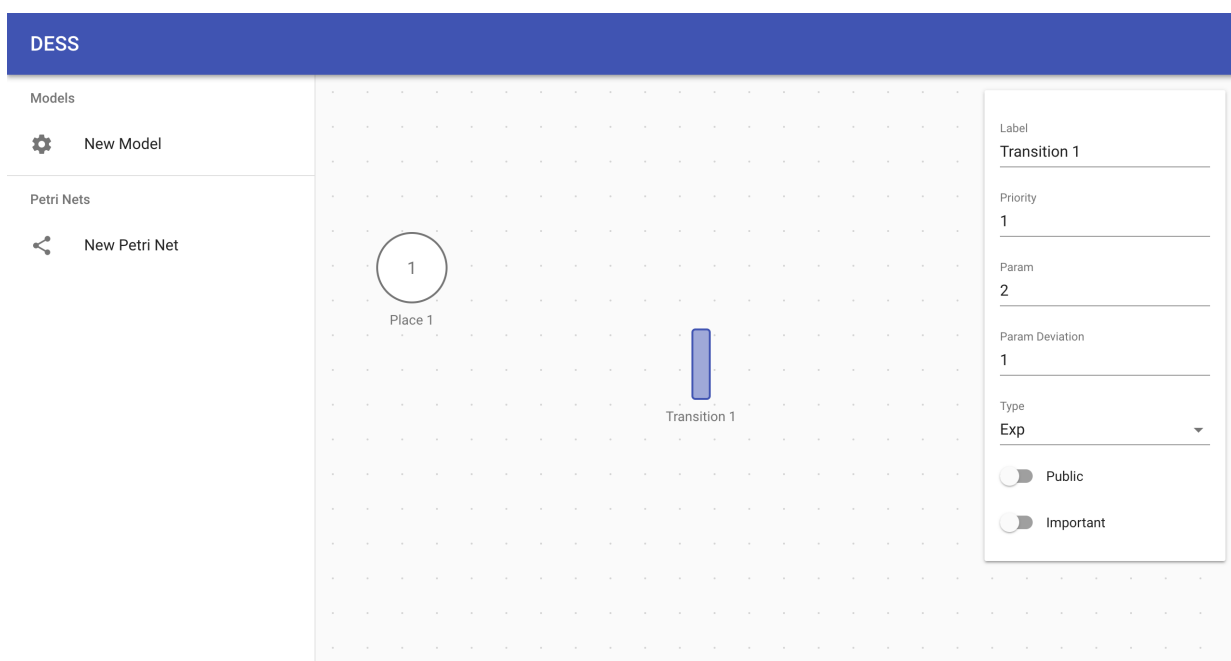 DESS
Models
New Model
Petri Nets
New Petri Net
1
Place 1
Transition 1
Label
Transition 1
Priority
1
Param
2
Param Deviation
1
Type
Exp
Public
Important